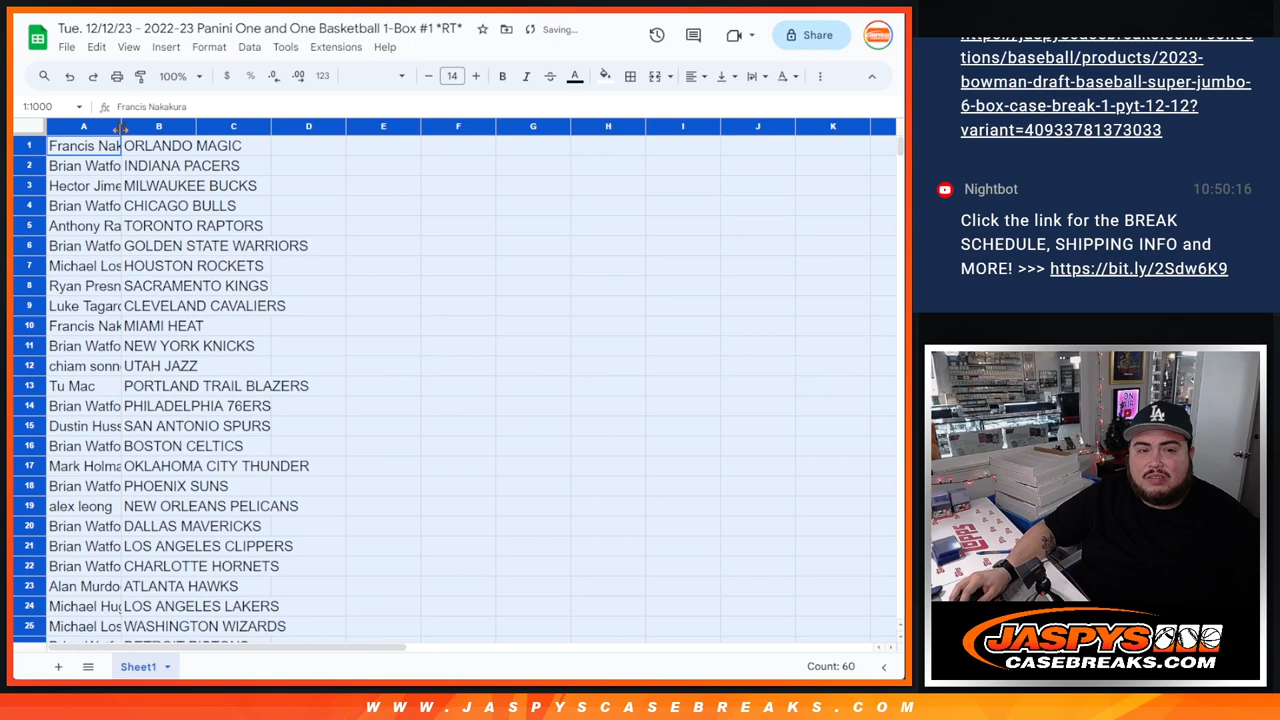 Tue. 12/12/23 - 2022-23 Panini One and One Basketball 1-Box #1 *RT*
Saving...
File Edit View Insert Format Data Tools Extensions Help
Share
100% $ % .0 .00 123 14 B I A
1:1000
fx Francis Nakakura
A B C D E F G H I J K
1 Francis Nak ORLANDO MAGIC
2 Brian Watfo INDIANA PACERS
3 Hector Jime MILWAUKEE BUCKS
4 Brian Watfo CHICAGO BULLS
5 Anthony Ra TORONTO RAPTORS
6 Brian Watfo GOLDEN STATE WARRIORS
7 Michael Los HOUSTON ROCKETS
8 Ryan Presn SACRAMENTO KINGS
9 Luke Tagaro CLEVELAND CAVALIERS
10 Francis Nak MIAMI HEAT
11 Brian Watfo NEW YORK KNICKS
12 chiam sonn UTAH JAZZ
13 Tu Mac PORTLAND TRAIL BLAZERS
14 Brian Watfo PHILADELPHIA 76ERS
15 Dustin Huss SAN ANTONIO SPURS
16 Brian Watfo BOSTON CELTICS
17 Mark Holma OKLAHOMA CITY THUNDER
18 Brian Watfo PHOENIX SUNS
19 alex leong NEW ORLEANS PELICANS
20 Brian Watfo DALLAS MAVERICKS
21 Brian Watfo LOS ANGELES CLIPPERS
22 Brian Watfo CHARLOTTE HORNETS
23 Alan Murdo ATLANTA HAWKS
24 Michael Hug LOS ANGELES LAKERS
25 Michael Los WASHINGTON WIZARDS
Sheet1
Count: 60
https://jaspyscasebreaks.com/collec
tions/baseball/products/2023-
bowman-draft-baseball-super-jumbo-
6-box-case-break-1-pyt-12-12?
variant=40933781373033
Nightbot 10:50:16
Click the link for the BREAK
SCHEDULE, SHIPPING INFO and
MORE! >>> https://bit.ly/2Sdw6K9
LA
TOPPS
JASPYS
CASEBREAKS.COM
WWW.JASPYSCASEBREAKS.COM